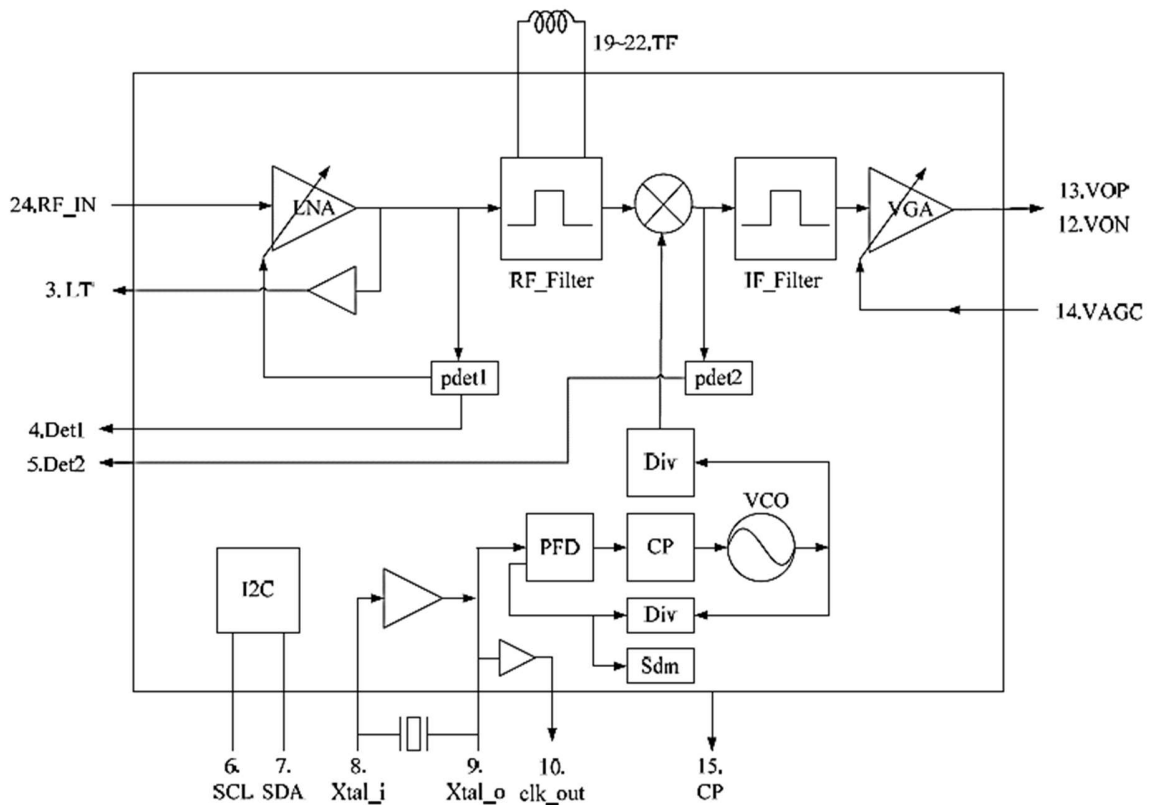 19~22.TF
24.RF_IN
LNA
RF_Filter
IF_Filter
VGA
13.VOP
12.VON
3. LT
14.VAGC
pdet1
pdet2
4.Det1
5.Det2
Div
VCO
PFD
CP
I2C
Div
Sdm
6.
SCL
7.
SDA
8.
Xtal_i
9.
Xtal_o
10.
clk_out
15.
CP